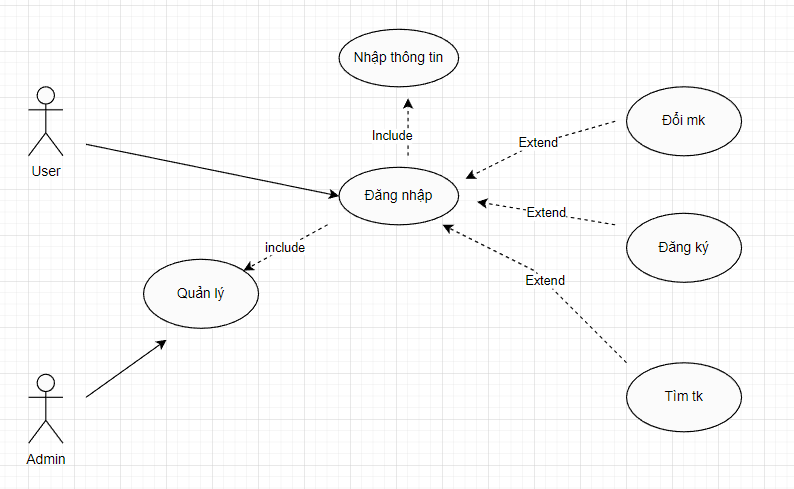 Nhập thông tin
Đổi mk
Include
Extend
User
Đăng nhập
Extend
Đăng ký
include
Quản lý
Extend
Tìm tk
Admin